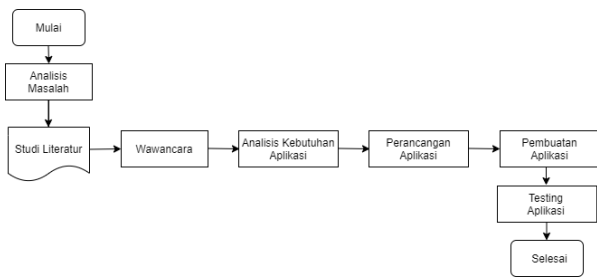 Mulai
Analisis
Masalah
Studi Literatur
Wawancara
Analisis Kebutuhan
Aplikasi
Perancangan
Aplikasi
Pembuatan
Aplikasi
Testing
Aplikasi
Selesai